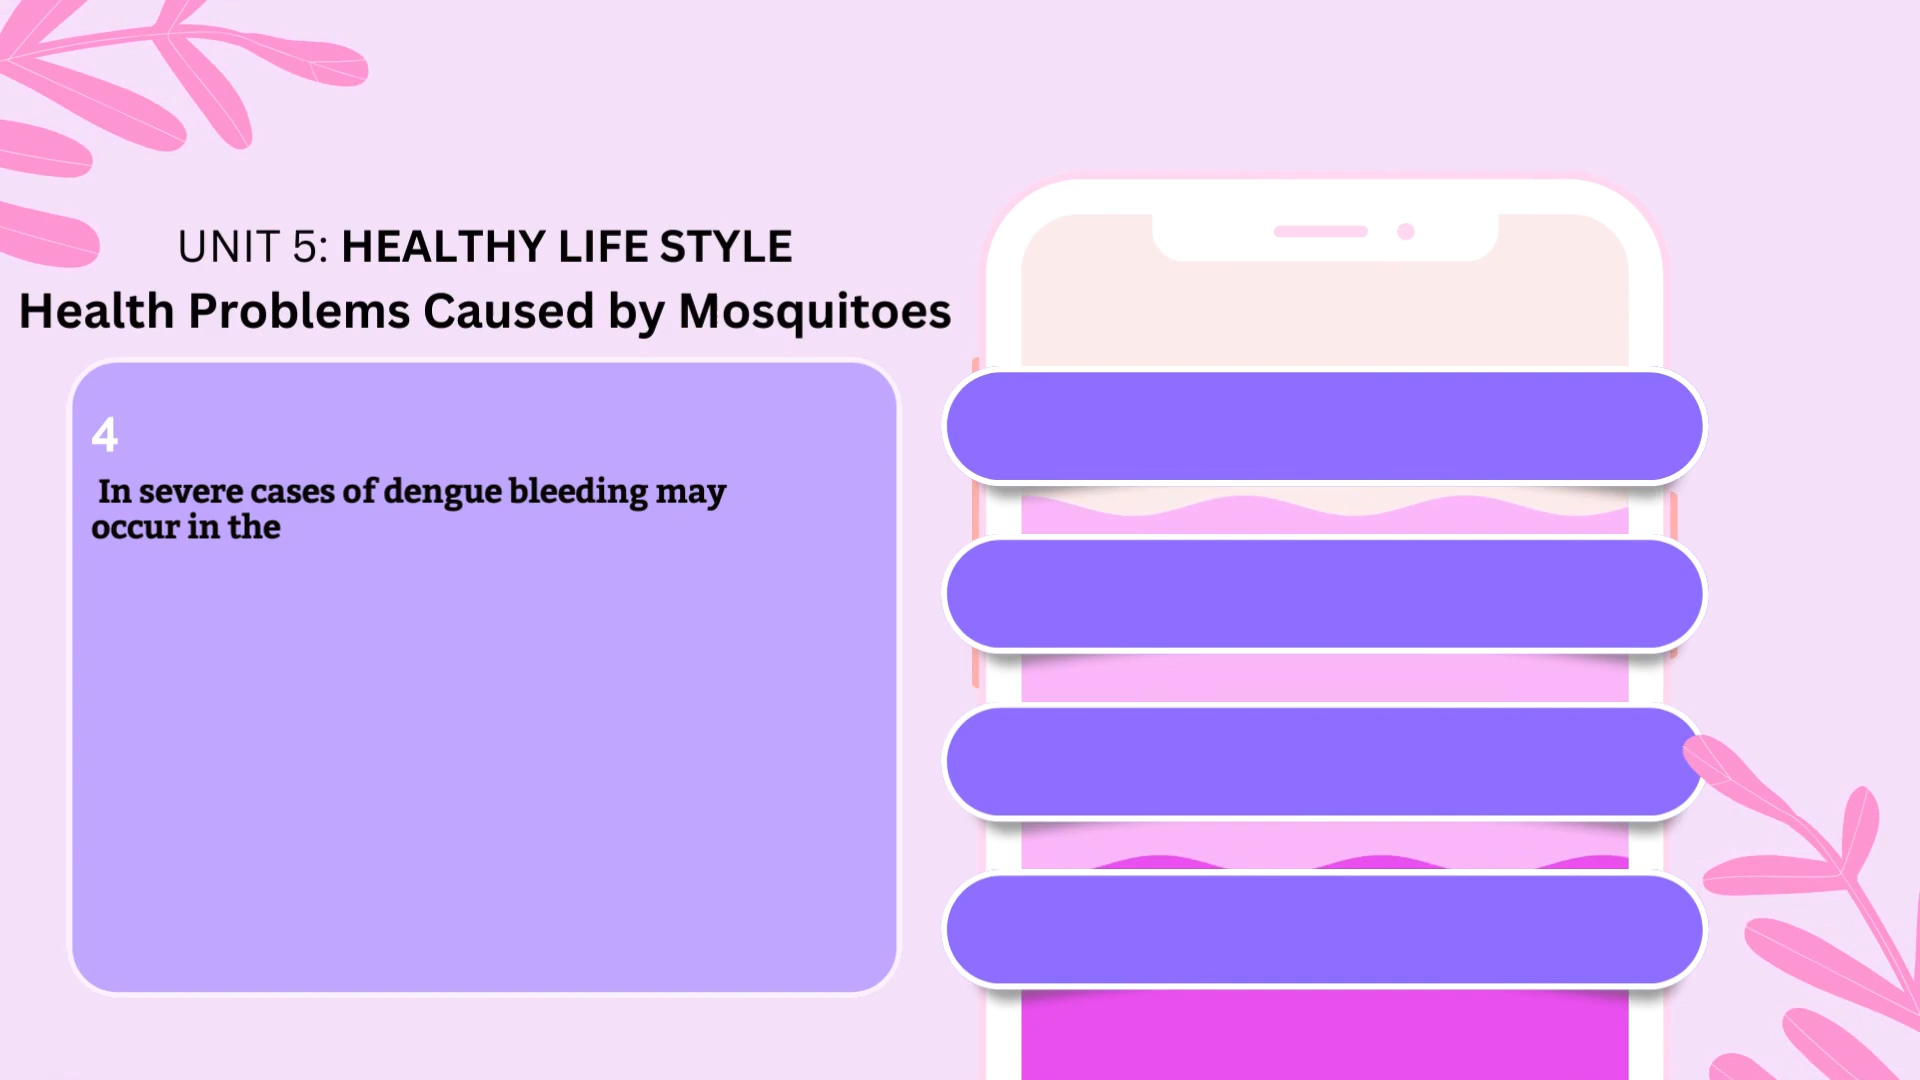 UNIT 5: HEALTHY LIFE STYLE
Health Problems Caused by Mosquitoes
4
In severe cases of dengue bleeding may
occur in the